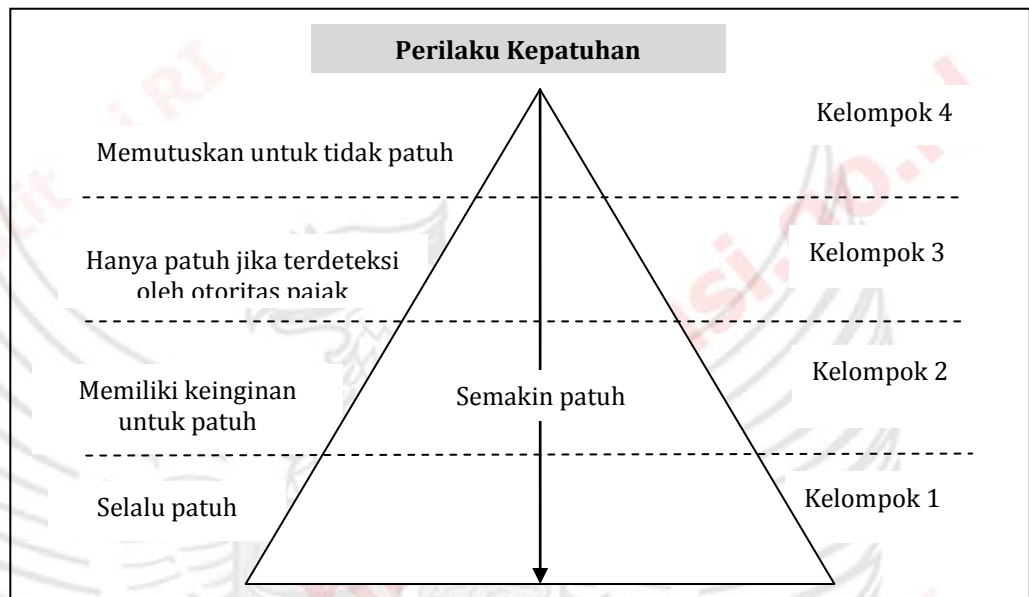 Perilaku Kepatuhan
Kelompok 4
Memutuskan untuk tidak patuh
Hanya patuh jika terdeteksi
oleh otoritas pajak
Kelompok 3
Memiliki keinginan
untuk patuh
Semakin patuh
Kelompok 2
Selalu patuh
Kelompok 1